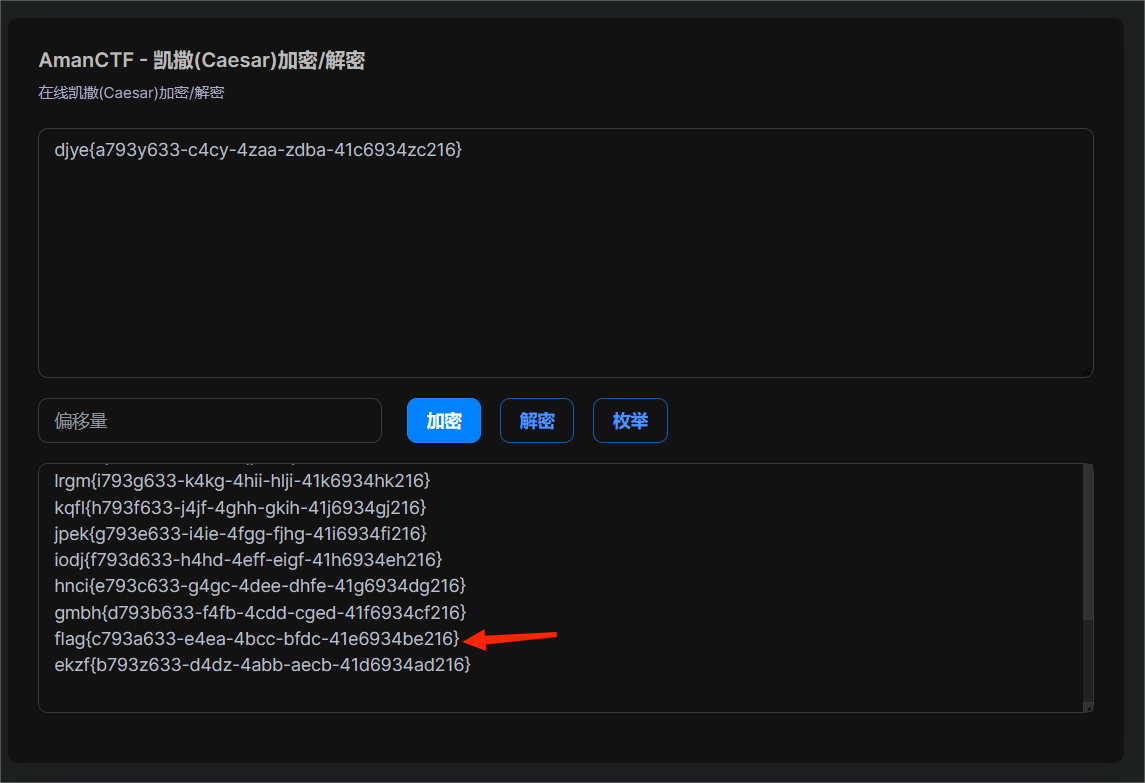 AmanCTF - 凯撒(Caesar)加密/解密
在线凯撒(Caesar)加密/解密
djye{a793y633-c4cy-4zaa-zdba-41c6934zc216}
偏移量
加密
解密
枚举
lrgm{i793g633-k4kg-4hii-hlji-41k6934hk216}
kqfl{h793f633-j4jf-4ghh-gkih-41j6934gj216}
jpek{g793e633-i4ie-4fgg-fjhg-41i6934fi216}
iodj{f793d633-h4hd-4eff-eigf-41h6934eh216}
hnci{e793c633-g4gc-4dee-dhfe-41g6934dg216}
gmbh{d793b633-f4fb-4cdd-cged-41f6934cf216}
flag{c793a633-e4ea-4bcc-bfdc-41e6934be216}
ekzf{b793z633-d4dz-4abb-aecb-41d6934ad216}